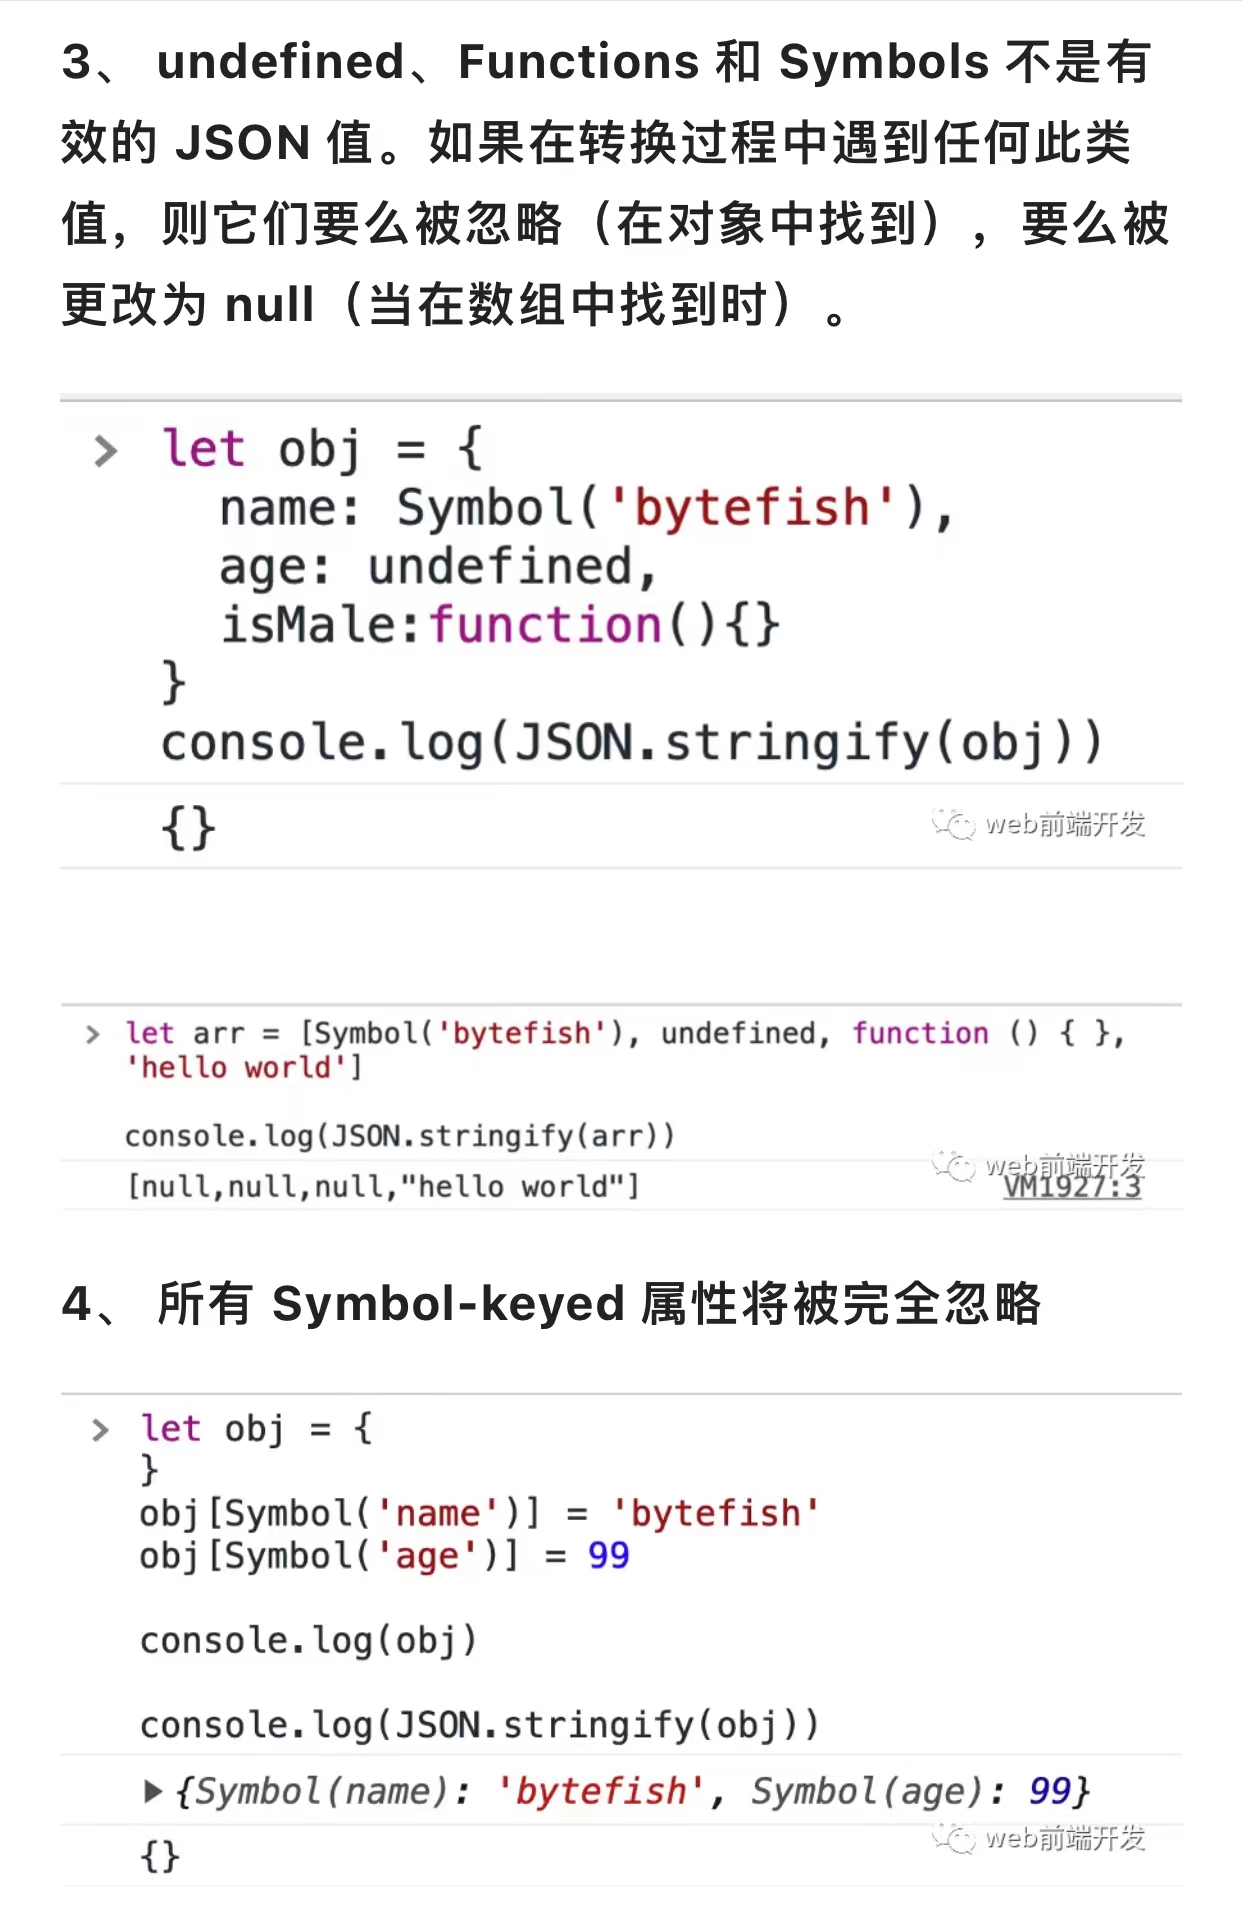 3、 undefined、Functions 和 Symbols 不是有
效的 JSON 值。如果在转换过程中遇到任何此类
值，则它们要么被忽略（在对象中找到），要么被
更改为 null（当在数组中找到时）。
> let obj = {
name: Symbol('bytefish'),
age: undefined,
isMale:function(){}
}
console.log(JSON.stringify(obj))
{}
web前端开发
> let arr = [Symbol('bytefish'), undefined, function () { },
'hello world']
console.log(JSON.stringify(arr))
web前端开发
[null,null,null,"hello world"] VM1927:3
4、 所有 Symbol-keyed 属性将被完全忽略
> let obj = {
}
obj[Symbol('name')] = 'bytefish'
obj[Symbol('age')] = 99
console.log(obj)
console.log(JSON.stringify(obj))
▶{Symbol(name): 'bytefish', Symbol(age): 99}
web前端开发
{}